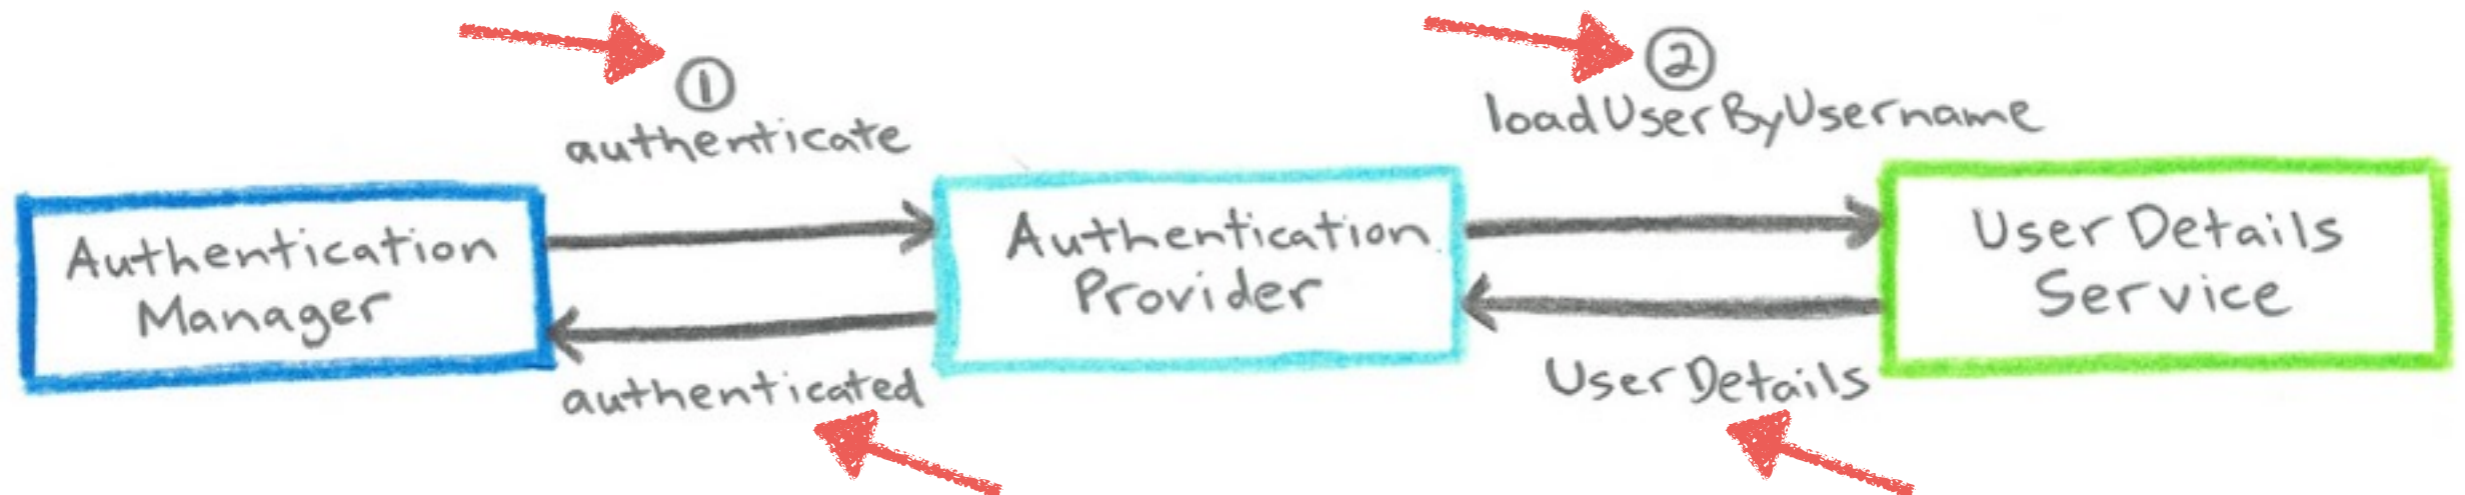 ①
authenticate
②
loadUserByUsername
Authentication
Manager
authenticated
Authentication
Provider
UserDetails
User Details
Service